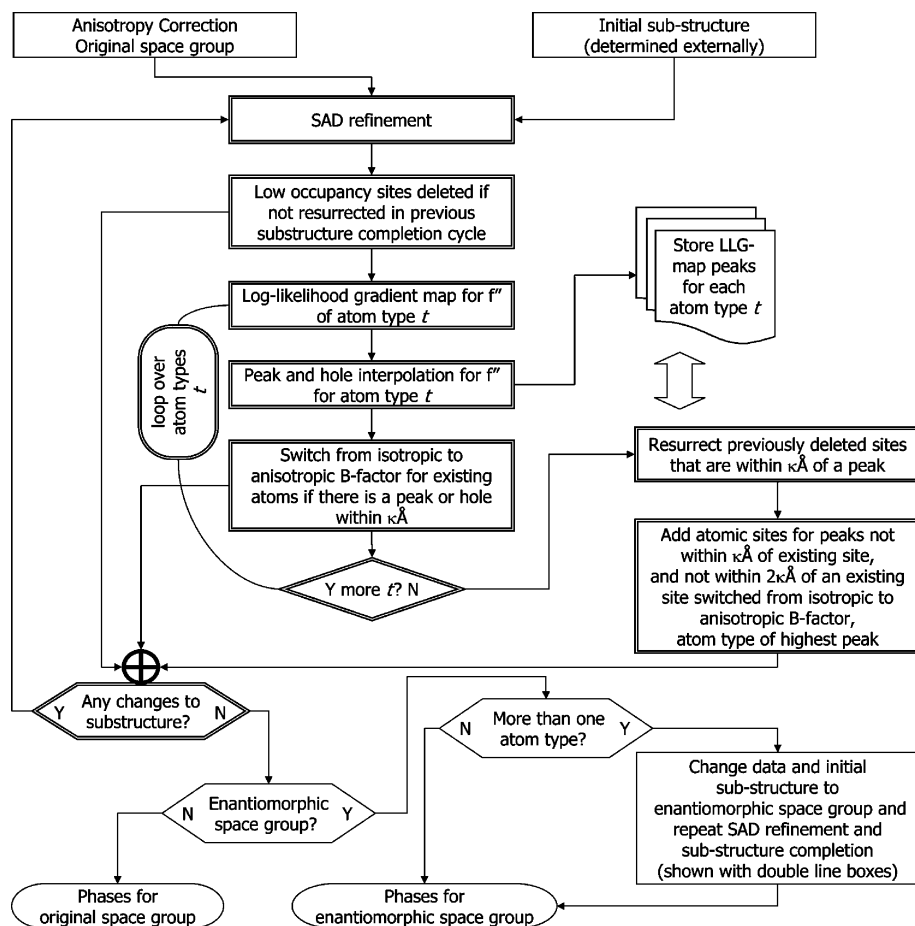 Anisotropy Correction
Original space group
Initial sub-structure
(determined externally)
SAD refinement
Low occupancy sites deleted if
not resurrected in previous
substructure completion cycle
Store LLG-
map peaks
for each
atom type t
Log-likelihood gradient map for f″
of atom type t
loop over
atom types
t
Peak and hole interpolation for f″
for atom type t
Switch from isotropic to
anisotropic B-factor for existing
atoms if there is a peak or hole
within κÅ
Resurrect previously deleted sites
that are within κÅ of a peak
Add atomic sites for peaks not
within κÅ of existing site,
and not within 2κÅ of an existing
site switched from isotropic to
anisotropic B-factor,
atom type of highest peak
Y more t? N
Y Any changes to N
substructure?
N More than one Y
atom type?
N Enantiomorphic Y
space group?
Change data and initial
sub-structure to
enantiomorphic space group and
repeat SAD refinement and
sub-structure completion
(shown with double line boxes)
Phases for
original space group
Phases for
enantiomorphic space group